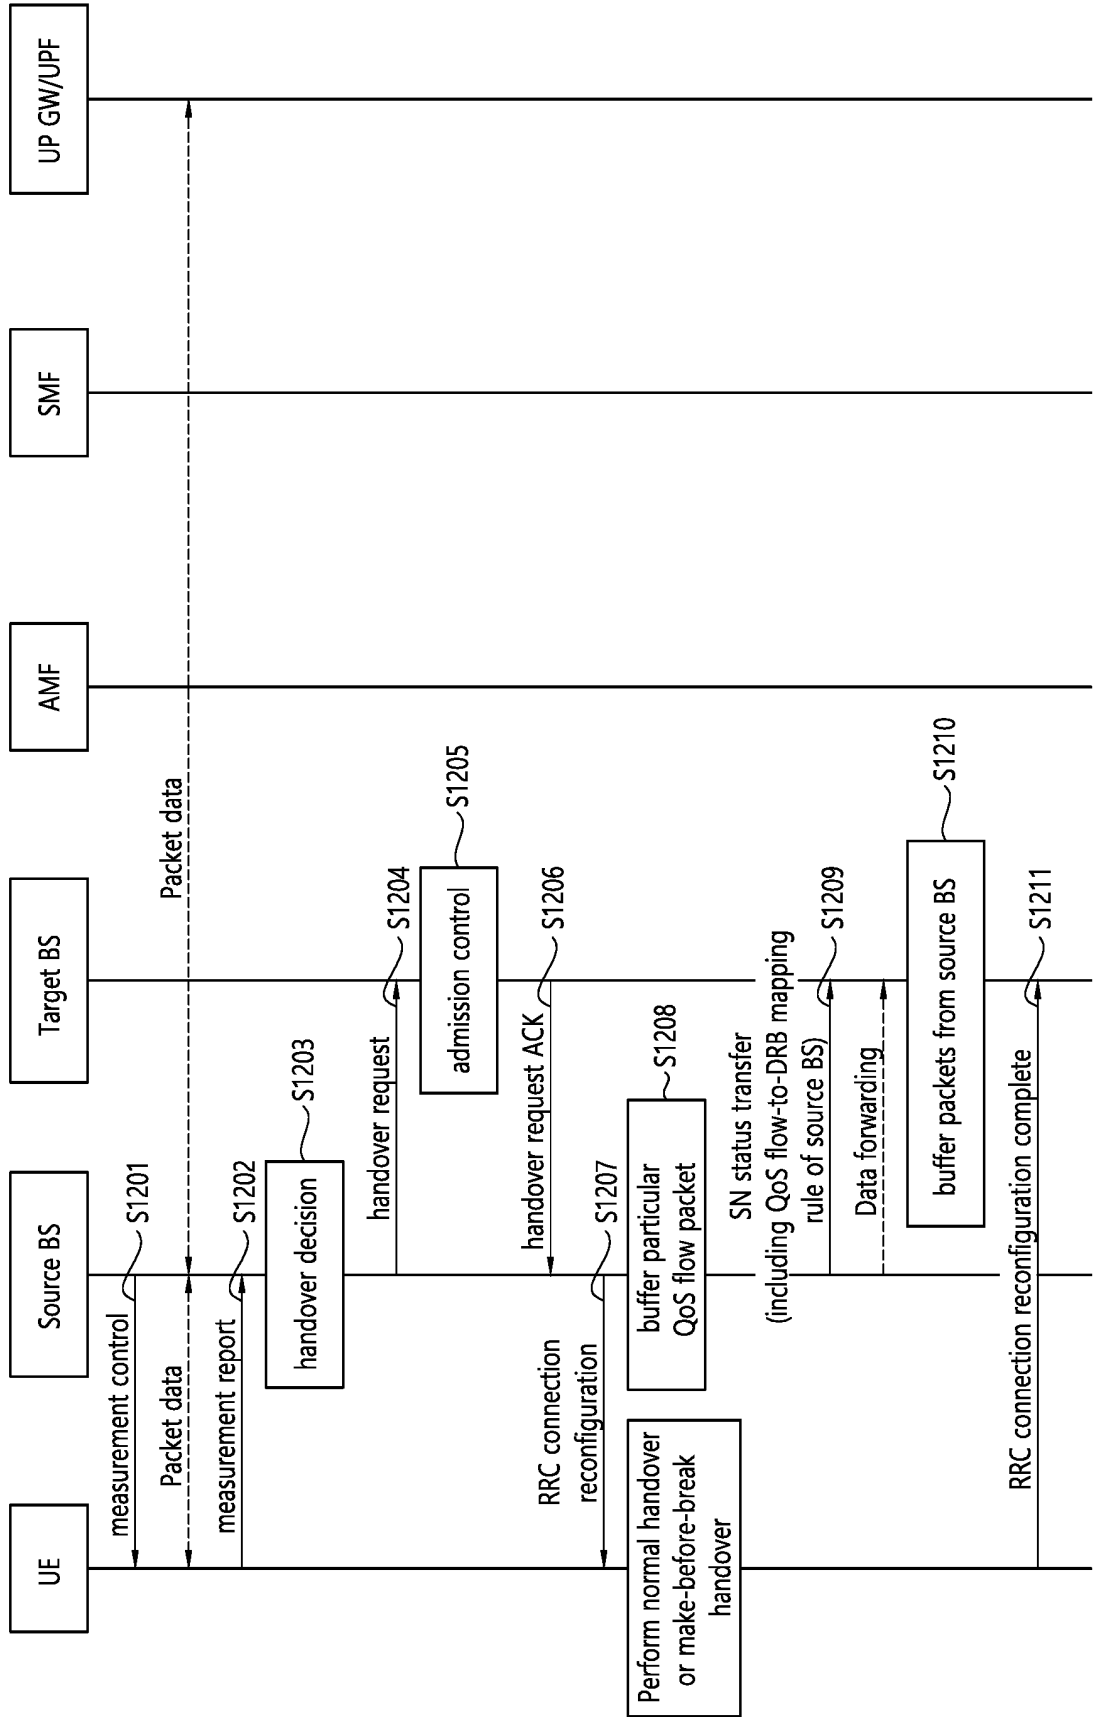 UE
Source BS
Target BS
AMF
SMF
UP GW/UPF
measurement control
S1201
Packet data
Packet data
measurement report
S1202
handover decision
S1203
handover request
S1204
admission control
S1205
handover request ACK
S1206
RRC connection
reconfiguration
S1207
Perform normal handover
or make-before-break
handover
buffer particular
QoS flow packet
S1208
SN status transfer
(including QoS flow-to-DRB mapping
rule of source BS)
S1209
Data forwarding
buffer packets from source BS
S1210
RRC connection reconfiguration complete
S1211